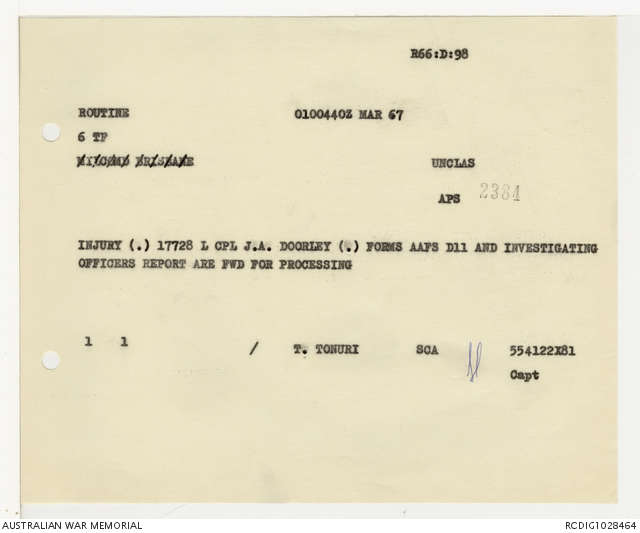 R66:D:98
ROUTINE 010044OZ MAR 67
6 TF
BRISBANE UNCLAS
APS 2384
INJURY (.) 17728 L CPL J.A. DOORLEY (.) FORMS AAFS D11 AND INVESTIGATING
OFFICERS REPORT ARE FWD FOR PROCESSING
1 1 / T. TONURI SCA 554122X81
Capt
AUSTRALIAN WAR MEMORIAL RCDIG1028464